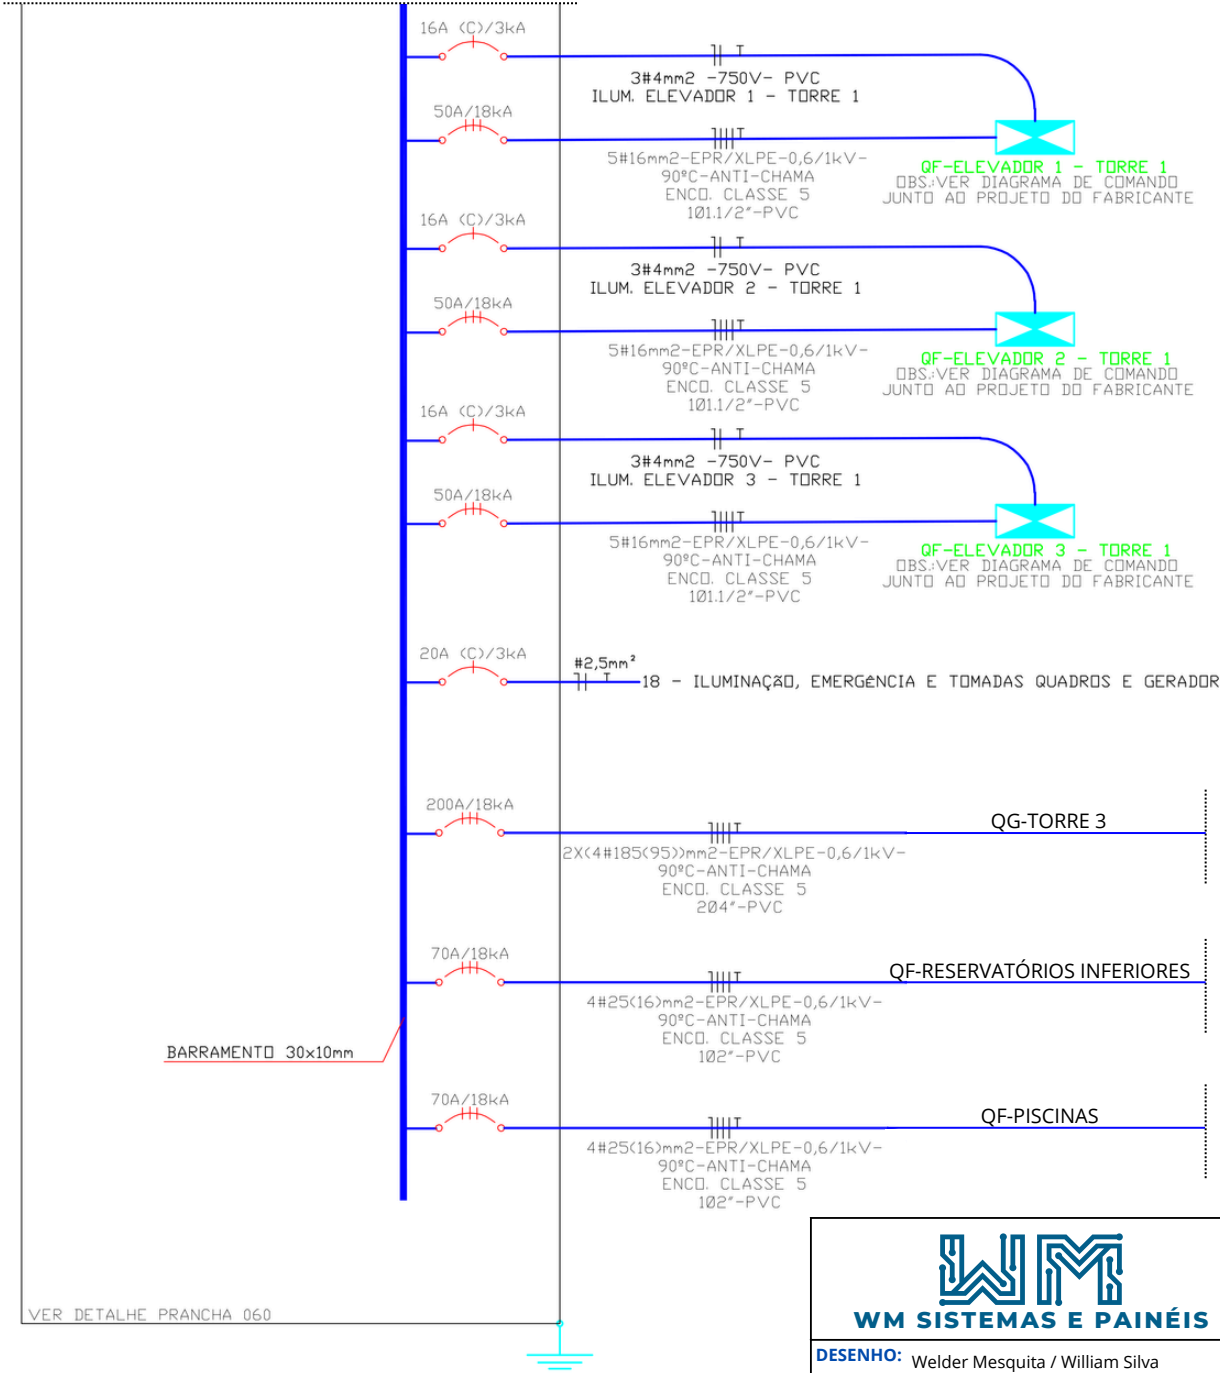 16A (C)/3kA
3#4mm2 -750V- PVC
ILUM. ELEVADOR 1 - TORRE 1
50A/18kA
5#16mm2-EPR/XLPE-0,6/1kV-
90ºC-ANTI-CHAMA
ENCO. CLASSE 5
1Ø1.1/2"-PVC
QF-ELEVADOR 1 - TORRE 1
OBS.:VER DIAGRAMA DE COMANDO
JUNTO AO PROJETO DO FABRICANTE
16A (C)/3kA
3#4mm2 -750V- PVC
ILUM. ELEVADOR 2 - TORRE 1
50A/18kA
5#16mm2-EPR/XLPE-0,6/1kV-
90ºC-ANTI-CHAMA
ENCO. CLASSE 5
1Ø1.1/2"-PVC
QF-ELEVADOR 2 - TORRE 1
OBS.:VER DIAGRAMA DE COMANDO
JUNTO AO PROJETO DO FABRICANTE
16A (C)/3kA
3#4mm2 -750V- PVC
ILUM. ELEVADOR 3 - TORRE 1
50A/18kA
5#16mm2-EPR/XLPE-0,6/1kV-
90ºC-ANTI-CHAMA
ENCO. CLASSE 5
1Ø1.1/2"-PVC
QF-ELEVADOR 3 - TORRE 1
OBS.:VER DIAGRAMA DE COMANDO
JUNTO AO PROJETO DO FABRICANTE
20A (C)/3kA
#2,5mm²
18 - ILUMINAÇÃO, EMERGÊNCIA E TOMADAS QUADROS E GERADOR
200A/18kA
QG-TORRE 3
2X(4#185(95))mm2-EPR/XLPE-0,6/1kV-
90ºC-ANTI-CHAMA
ENCO. CLASSE 5
2Ø4"-PVC
70A/18kA
QF-RESERVATÓRIOS INFERIORES
4#25(16)mm2-EPR/XLPE-0,6/1kV-
90ºC-ANTI-CHAMA
ENCO. CLASSE 5
1Ø2"-PVC
BARRAMENTO 30x10mm
70A/18kA
QF-PISCINAS
4#25(16)mm2-EPR/XLPE-0,6/1kV-
90ºC-ANTI-CHAMA
ENCO. CLASSE 5
1Ø2"-PVC
VER DETALHE PRANCHA 060
WM
WM SISTEMAS E PAINÉIS
DESENHO: Welder Mesquita / William Silva